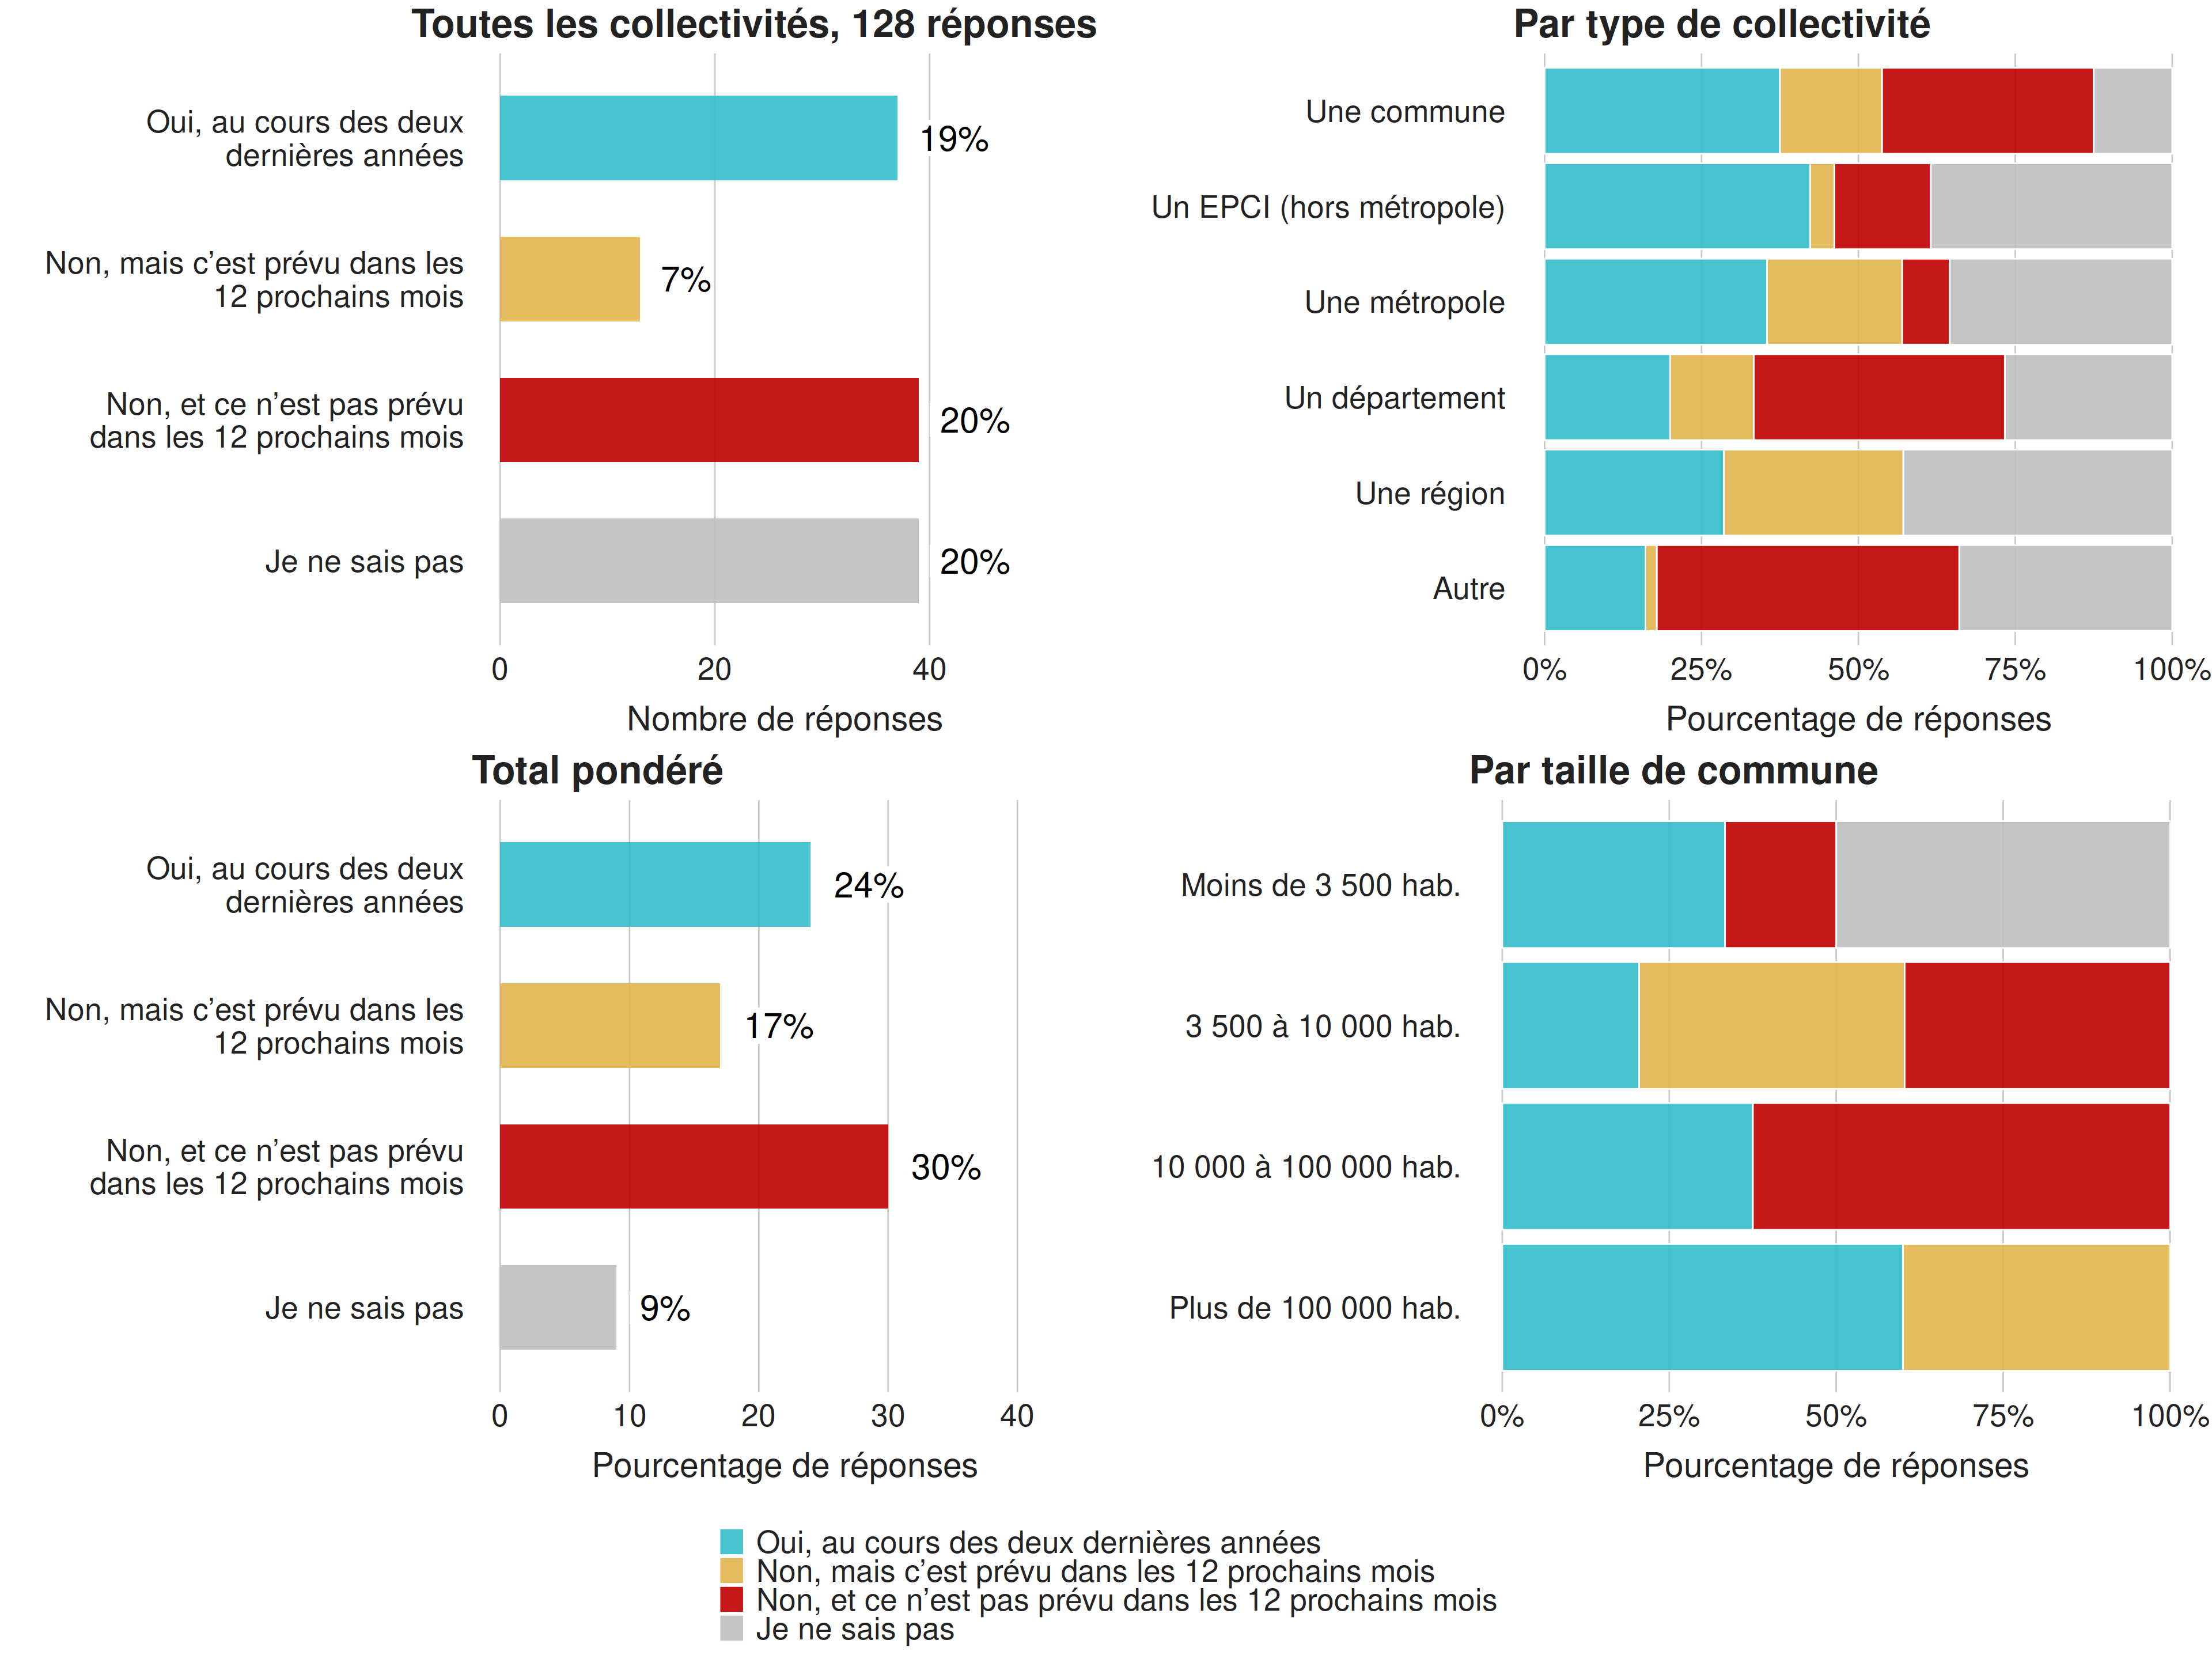 Toutes les collectivités, 128 réponses
Oui, au cours des deux
dernières années
19%
Non, mais c’est prévu dans les
12 prochains mois
7%
Non, et ce n’est pas prévu
dans les 12 prochains mois
20%
Je ne sais pas
20%
0 20 40
Nombre de réponses
Par type de collectivité
Une commune
Un EPCI (hors métropole)
Une métropole
Un département
Une région
Autre
0% 25% 50% 75% 100%
Pourcentage de réponses
Total pondéré
Oui, au cours des deux
dernières années
24%
Non, mais c’est prévu dans les
12 prochains mois
17%
Non, et ce n’est pas prévu
dans les 12 prochains mois
30%
Je ne sais pas
9%
0 10 20 30 40
Pourcentage de réponses
Par taille de commune
Moins de 3 500 hab.
3 500 à 10 000 hab.
10 000 à 100 000 hab.
Plus de 100 000 hab.
0% 25% 50% 75% 100%
Pourcentage de réponses
Oui, au cours des deux dernières années
Non, mais c’est prévu dans les 12 prochains mois
Non, et ce n’est pas prévu dans les 12 prochains mois
Je ne sais pas